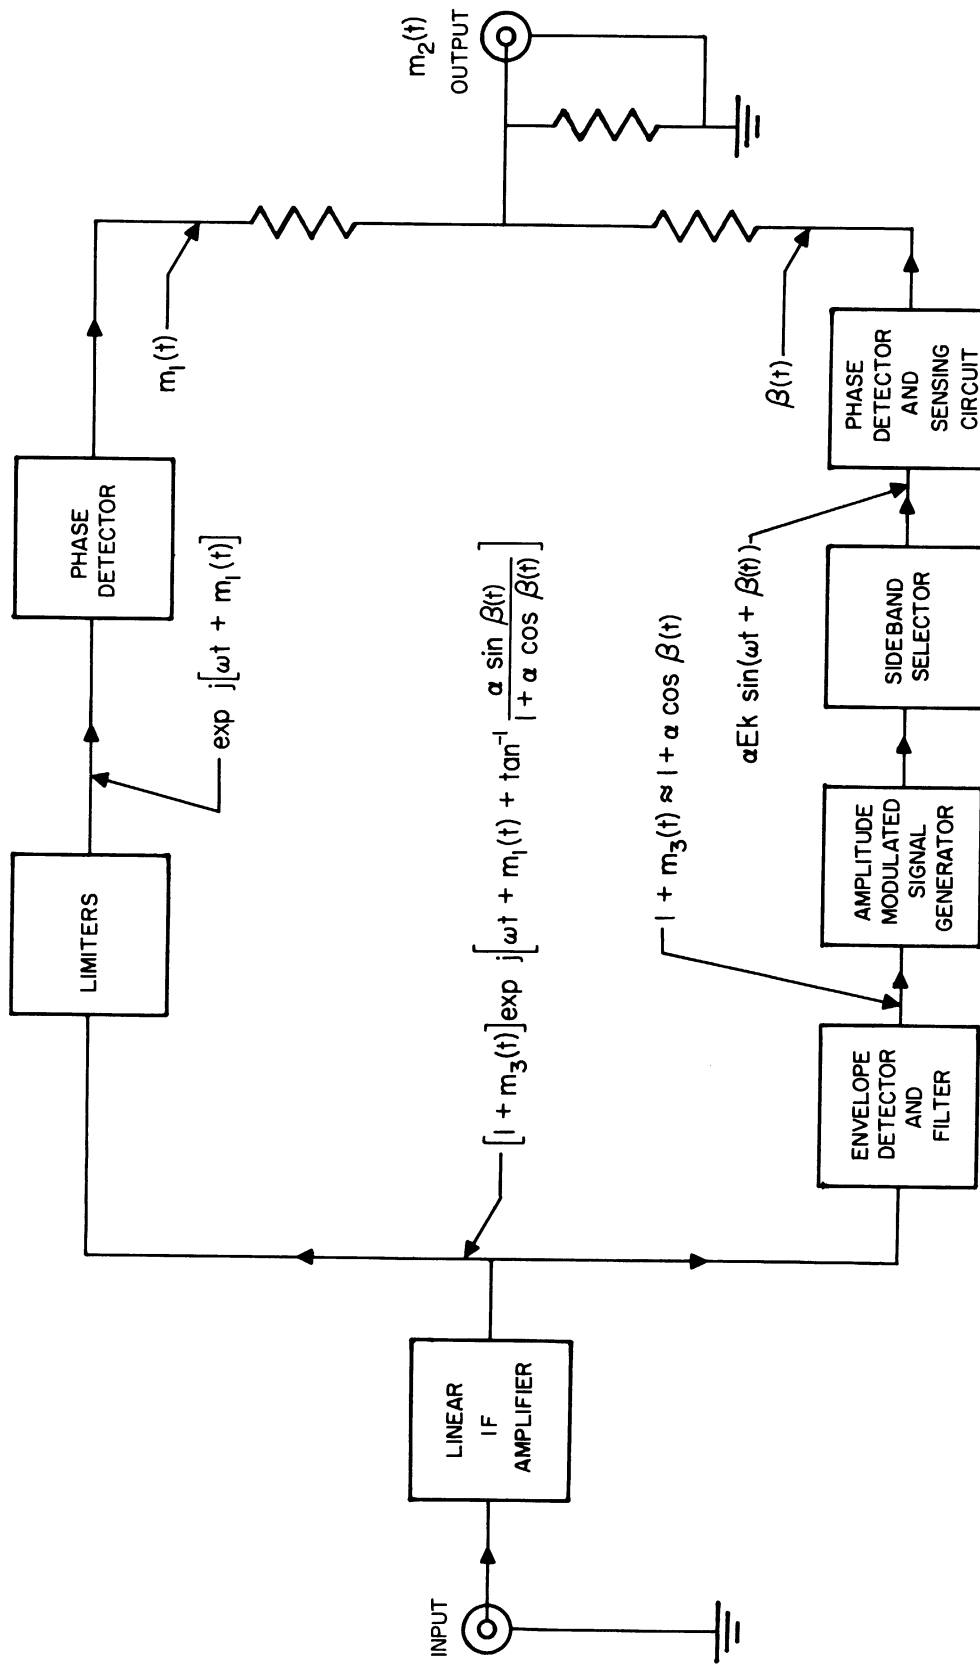 INPUT
LINEAR
IF
AMPLIFIER
LIMITERS
exp j[ωt + m₁(t)]
PHASE
DETECTOR
m₁(t)
[1 + m₃(t)] exp j[ωt + m₁(t) + tan⁻¹ α sin β(t) / 1 + α cos β(t)]
ENVELOPE
DETECTOR
AND
FILTER
1 + m₃(t) ≈ 1 + α cos β(t)
AMPLITUDE
MODULATED
SIGNAL
GENERATOR
SIDEBAND
SELECTOR
αEk sin(ωt + β(t))
PHASE
DETECTOR
AND
SENSING
CIRCUIT
β(t)
m₂(t)
OUTPUT